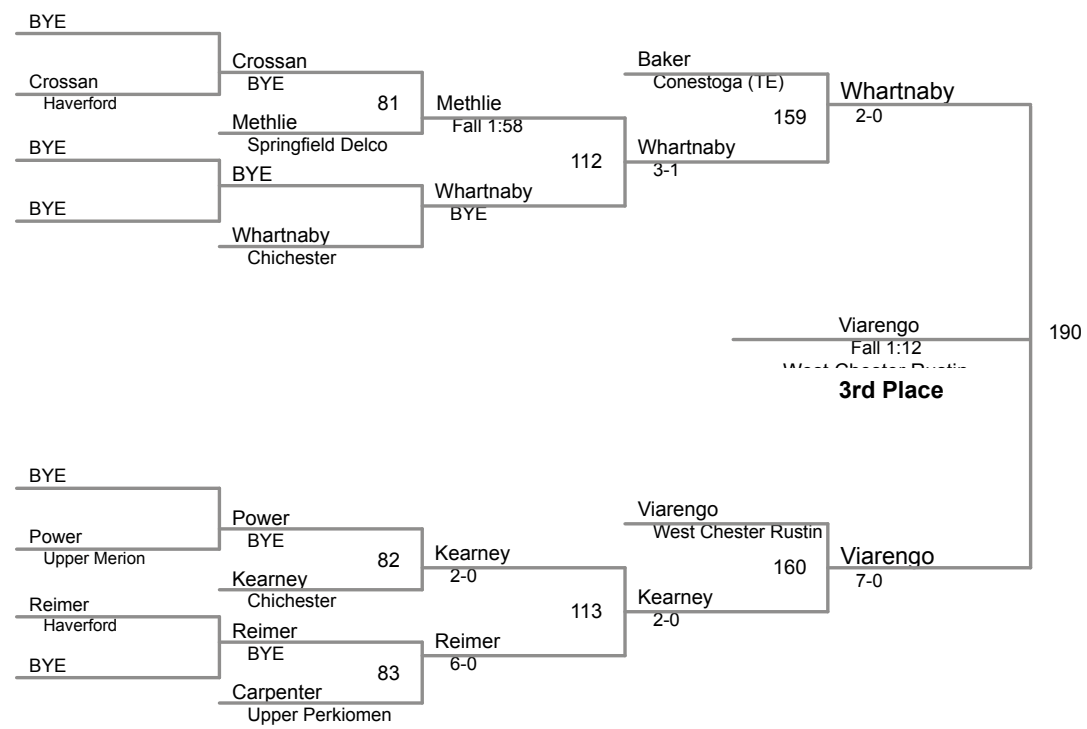 BYE
Crossan
Haverford
BYE
BYE
Crossan
BYE
81
Methlie
Springfield Delco
BYE
Whartnaby
Chichester
Methlie
Fall 1:58
112
Whartnaby
BYE
Baker
Conestoga (TE)
159
Whartnaby
3-1
Whartnaby
2-0
Viarengo
Fall 1:12
West Chester Rustin
3rd Place
190
BYE
Power
Upper Merion
Reimer
Haverford
BYE
Power
BYE
82
Kearney
Chichester
Reimer
BYE
83
Carpenter
Upper Perkiomen
Kearney
2-0
113
Reimer
6-0
Viarengo
West Chester Rustin
160
Kearney
2-0
Viarengo
7-0